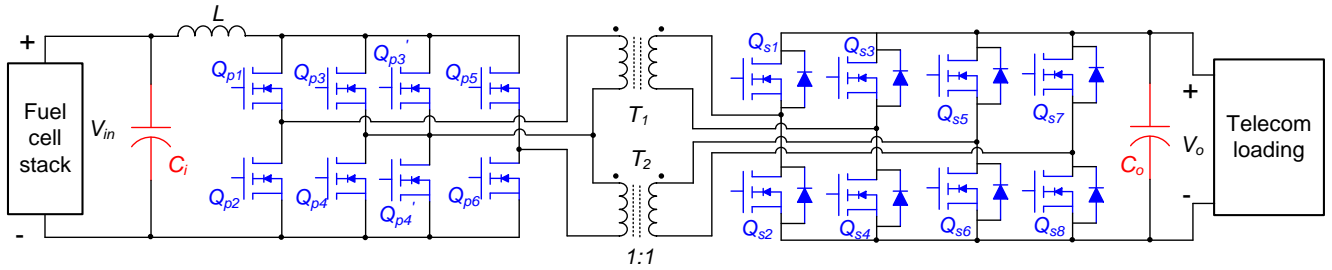 +
Fuel
cell
stack
-
V_in
C_i
L
Q_p1
Q_p3
Q_p3'
Q_p5
Q_p2
Q_p4
Q_p4'
Q_p6
T_1
T_2
1:1
Q_s1
Q_s3
Q_s5
Q_s7
Q_s2
Q_s4
Q_s6
Q_s8
C_o
+
V_o
-
Telecom
loading